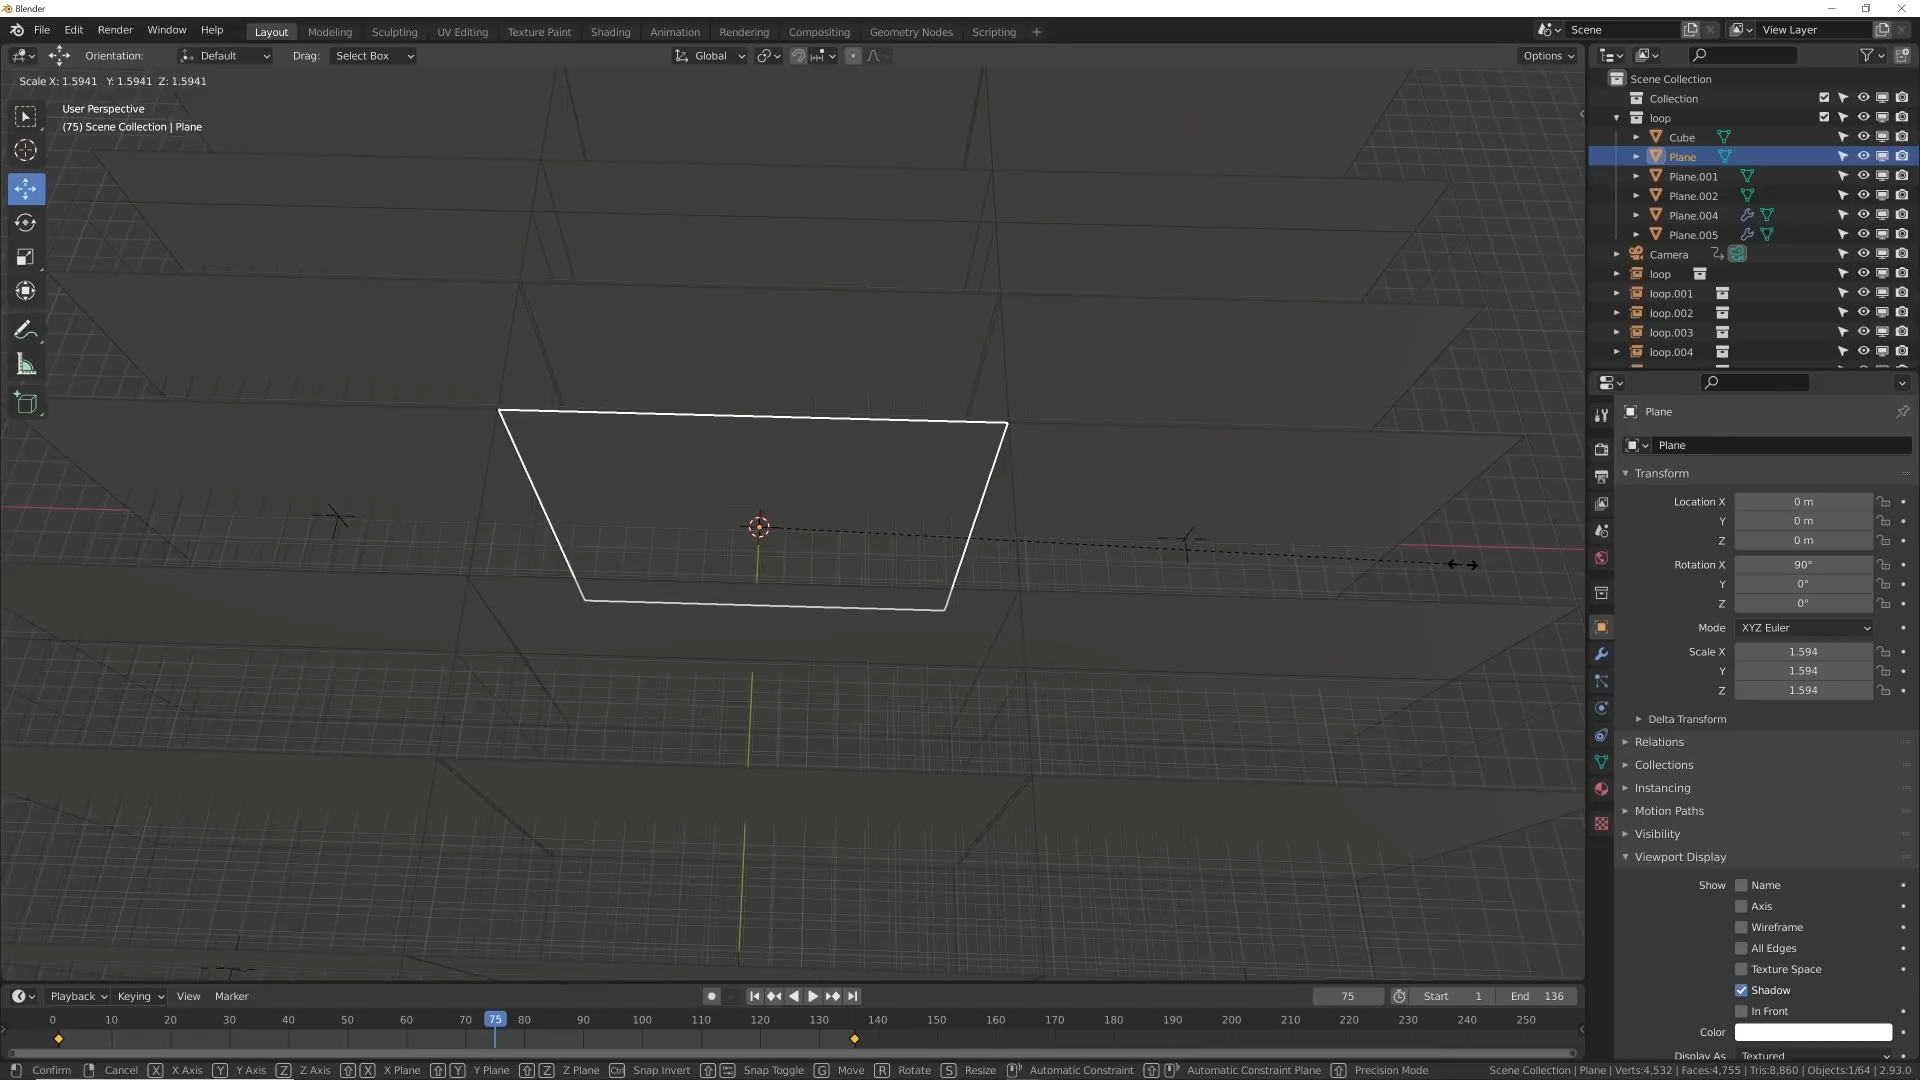 Blender
File Edit Render Window Help Layout Modeling Sculpting UV Editing Texture Paint Shading Animation Rendering Compositing Geometry Nodes Scripting Scene View Layer
Orientation: Default Drag: Select Box Global Options
Scale X: 1.5941 Y: 1.5941 Z: 1.5941
User Perspective
(75) Scene Collection | Plane
Scene Collection
Collection
loop
Cube
Plane
Plane.001
Plane.002
Plane.004
Plane.005
Camera
loop
loop.001
loop.002
loop.003
loop.004
Plane
Plane
Transform
Location X 0 m
Y 0 m
Z 0 m
Rotation X 90°
Y 0°
Z 0°
Mode XYZ Euler
Scale X 1.594
Y 1.594
Z 1.594
Delta Transform
Relations
Collections
Instancing
Motion Paths
Visibility
Viewport Display
Show Name
Axis
Wireframe
All Edges
Texture Space
Shadow
In Front
Color
Display As Textured
Playback Keying View Marker 75 Start 1 End 136
0 10 20 30 40 50 60 70 75 80 90 100 110 120 130 140 150 160 170 180 190 200 210 220 230 240 250
Confirm Cancel X X Axis Y Y Axis Z Z Axis X X Plane Y Y Plane Z Z Plane Ctrl Snap Invert Snap Toggle G Move R Rotate S Resize Automatic Constraint Automatic Constraint Plane Precision Mode Scene Collection | Plane | Verts:4,532 | Faces:4,755 | Tris:8,860 | Objects:1/64 | 2.93.0